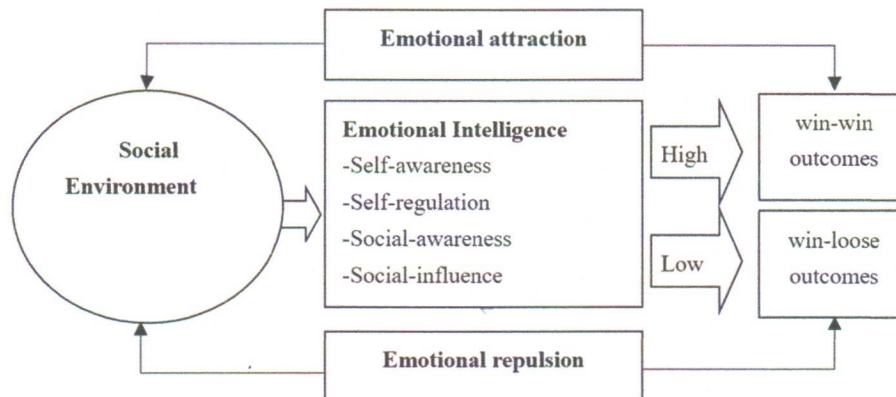 Emotional attraction
Social
Environment
Emotional Intelligence
-Self-awareness
-Self-regulation
-Social-awareness
-Social-influence
High
Low
win-win
outcomes
win-loose
outcomes
Emotional repulsion